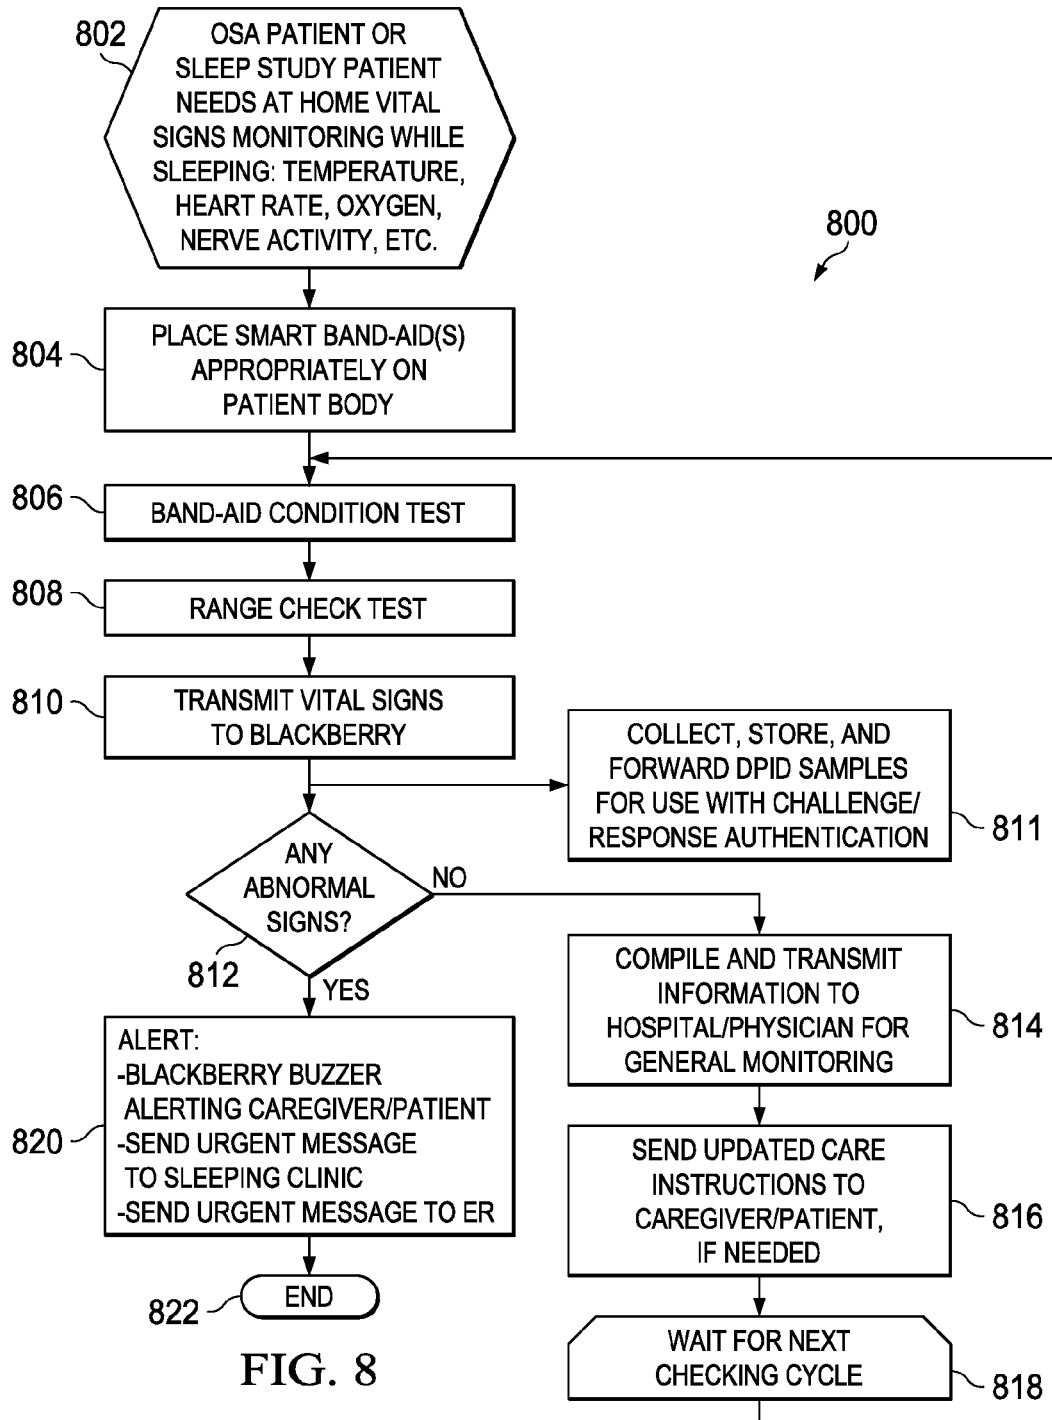 802
OSA PATIENT OR
SLEEP STUDY PATIENT
NEEDS AT HOME VITAL
SIGNS MONITORING WHILE
SLEEPING: TEMPERATURE,
HEART RATE, OXYGEN,
NERVE ACTIVITY, ETC.
800
804
PLACE SMART BAND-AID(S)
APPROPRIATELY ON
PATIENT BODY
806
BAND-AID CONDITION TEST
808
RANGE CHECK TEST
810
TRANSMIT VITAL SIGNS
TO BLACKBERRY
COLLECT, STORE, AND
FORWARD DPID SAMPLES
FOR USE WITH CHALLENGE/
RESPONSE AUTHENTICATION
811
ANY
ABNORMAL
SIGNS?
812
NO
YES
COMPILE AND TRANSMIT
INFORMATION TO
HOSPITAL/PHYSICIAN FOR
GENERAL MONITORING
814
820
ALERT:
-BLACKBERRY BUZZER
ALERTING CAREGIVER/PATIENT
-SEND URGENT MESSAGE
TO SLEEPING CLINIC
-SEND URGENT MESSAGE TO ER
SEND UPDATED CARE
INSTRUCTIONS TO
CAREGIVER/PATIENT,
IF NEEDED
816
822
END
WAIT FOR NEXT
CHECKING CYCLE
818
FIG. 8